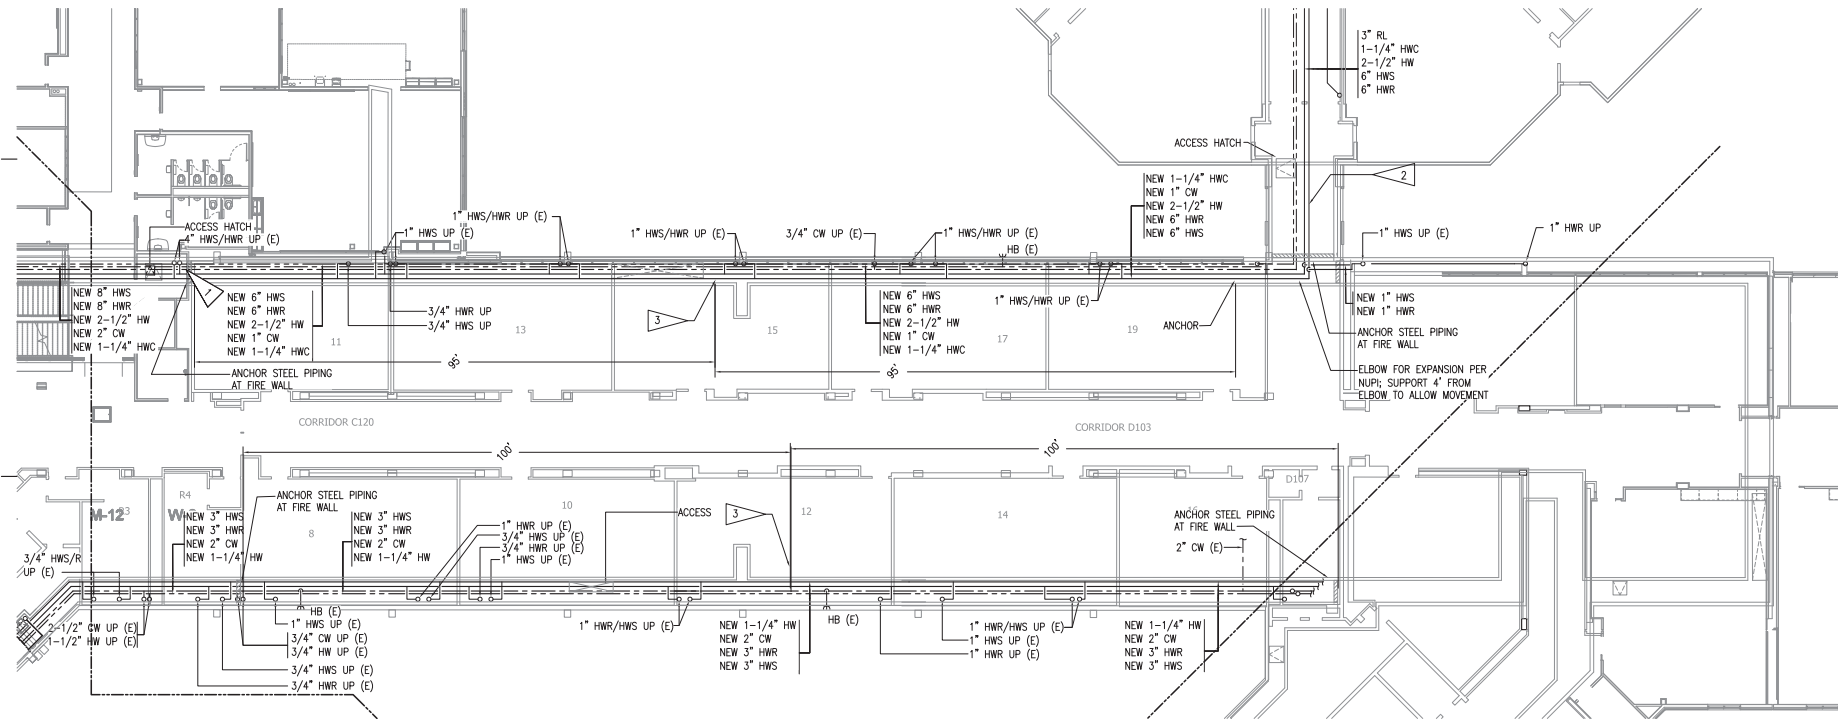 3" RL
1-1/4" HWC
2-1/2" HW
6" HWS
6" HWR
ACCESS HATCH
2
NEW 1-1/4" HWC
NEW 1" CW
NEW 2-1/2" HW
NEW 6" HWR
NEW 6" HWS
ACCESS HATCH
4" HWS/HWR UP (E)
1" HWS/HWR UP (E)
1" HWS UP (E)
1" HWS/HWR UP (E)
3/4" CW UP (E)
1" HWS/HWR UP (E)
HB (E)
1" HWS UP (E)
1" HWR UP
NEW 8" HWS
NEW 8" HWR
NEW 2-1/2" HW
NEW 2" CW
NEW 1-1/4" HWC
1
NEW 6" HWS
NEW 6" HWR
NEW 2-1/2" HW
NEW 1" CW
NEW 1-1/4" HWC
11
3/4" HWR UP
3/4" HWS UP
13
3
15
NEW 6" HWS
NEW 6" HWR
NEW 2-1/2" HW
NEW 1" CW
NEW 1-1/4" HWC
1" HWS/HWR UP (E)
17
19
ANCHOR
NEW 1" HWS
NEW 1" HWR
ANCHOR STEEL PIPING
AT FIRE WALL
ELBOW FOR EXPANSION PER
NUPI; SUPPORT 4' FROM
ELBOW TO ALLOW MOVEMENT
95'
95'
ANCHOR STEEL PIPING
AT FIRE WALL
CORRIDOR C120
CORRIDOR D103
100'
100'
R4
M-12
NEW 3" HWS
NEW 3" HWR
NEW 2" CW
NEW 1-1/4" HW
ANCHOR STEEL PIPING
AT FIRE WALL
8
NEW 3" HWS
NEW 3" HWR
NEW 2" CW
NEW 1-1/4" HW
10
1" HWR UP (E)
3/4" HWS UP (E)
3/4" HWR UP (E)
1" HWS UP (E)
ACCESS
3
12
14
D107
ANCHOR STEEL PIPING
AT FIRE WALL
2" CW (E)
3/4" HWS/R
UP (E)
2-1/2" CW UP (E)
1-1/2" HW UP (E)
HB (E)
1" HWS UP (E)
3/4" CW UP (E)
3/4" HW UP (E)
3/4" HWS UP (E)
3/4" HWR UP (E)
1" HWR/HWS UP (E)
NEW 1-1/4" HW
NEW 2" CW
NEW 3" HWR
NEW 3" HWS
HB (E)
1" HWR/HWS UP (E)
1" HWS UP (E)
1" HWR UP (E)
NEW 1-1/4" HW
NEW 2" CW
NEW 3" HWR
NEW 3" HWS